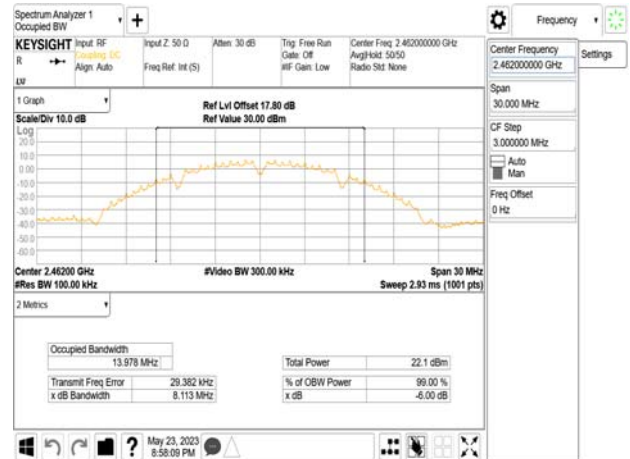 Spectrum Analyzer 1
Occupied BW
Frequency
KEYSIGHT
Input: RF
Coupling: DC
Align: Auto
Input Z: 50 Ω
Freq Ref: Int (S)
Atten: 30 dB
Trig: Free Run
Gate: Off
#IF Gain: Low
Center Freq: 2.462000000 GHz
Avg|Hold: 50/50
Radio Std: None
R
LVI
Center Frequency
2.462000000 GHz
Settings
Span
30.000 MHz
CF Step
3.000000 MHz
Auto
Man
Freq Offset
0 Hz
1 Graph
Scale/Div 10.0 dB
Ref Lvl Offset 17.80 dB
Ref Value 30.00 dBm
Log
20.0
10.0
0.00
-10.0
-20.0
-30.0
-40.0
-50.0
-60.0
Center 2.46200 GHz
#Res BW 100.00 kHz
#Video BW 300.00 kHz
Span 30 MHz
Sweep 2.93 ms (1001 pts)
2 Metrics
Occupied Bandwidth
13.978 MHz
Total Power 22.1 dBm
Transmit Freq Error 29.382 kHz
% of OBW Power 99.00 %
x dB Bandwidth 8.113 MHz
x dB -6.00 dB
May 23, 2023
8:58:09 PM